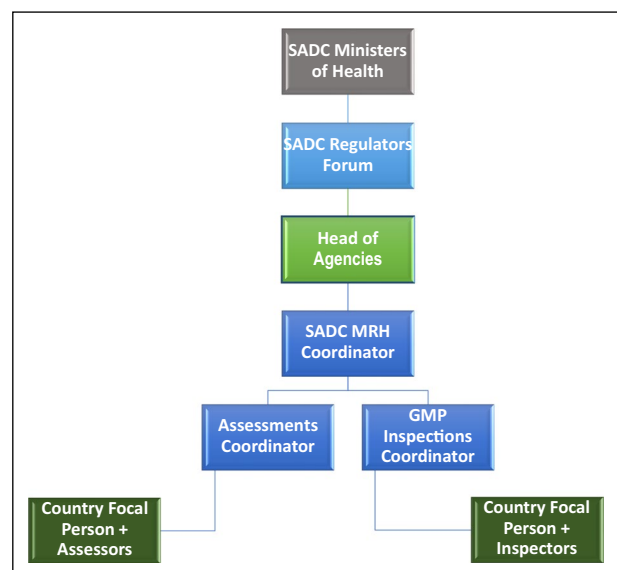 SADC Ministers
of Health
SADC Regulators
Forum
Head of
Agencies
SADC MRH
Coordinator
Assessments
Coordinator
GMP
Inspections
Coordinator
Country Focal
Person +
Assessors
Country Focal
Person +
Inspectors